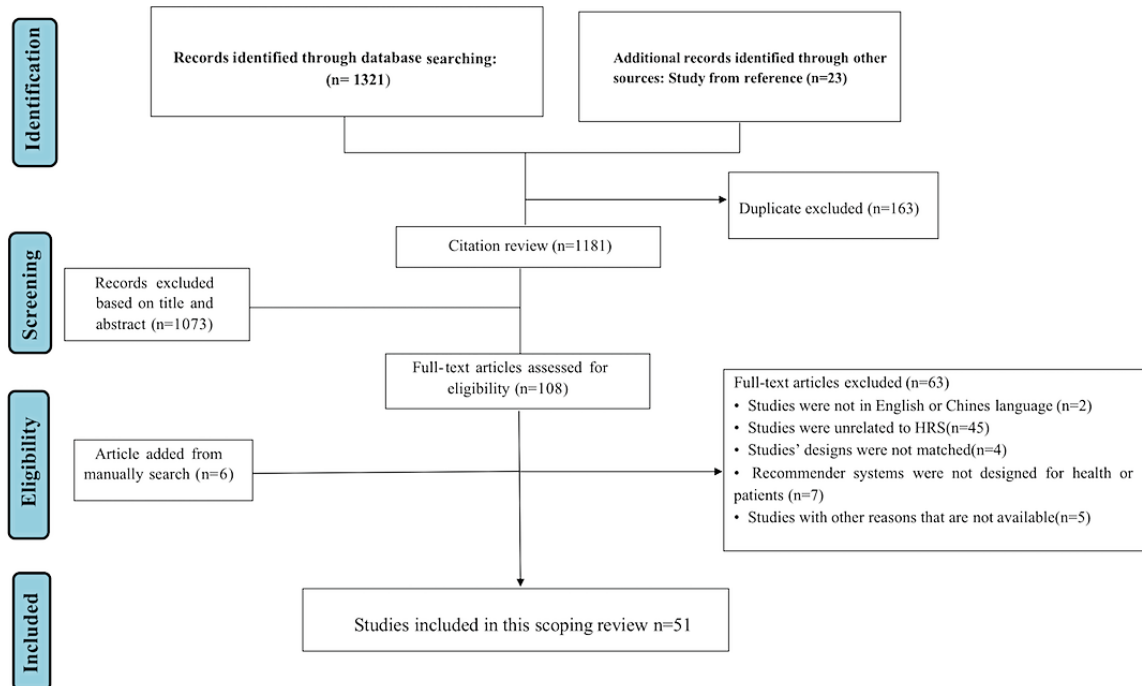 Identification
Records identified through database searching:
(n= 1321)
Additional records identified through other
sources: Study from reference (n=23)
Duplicate excluded (n=163)
Screening
Citation review (n=1181)
Records excluded
based on title and
abstract (n=1073)
Full-text articles assessed for
eligibility (n=108)
Eligibility
Article added from
manually search (n=6)
Full-text articles excluded (n=63)
• Studies were not in English or Chines language (n=2)
• Studies were unrelated to HRS(n=45)
• Studies’ designs were not matched(n=4)
• Recommender systems were not designed for health or
patients (n=7)
• Studies with other reasons that are not available(n=5)
Included
Studies included in this scoping review n=51